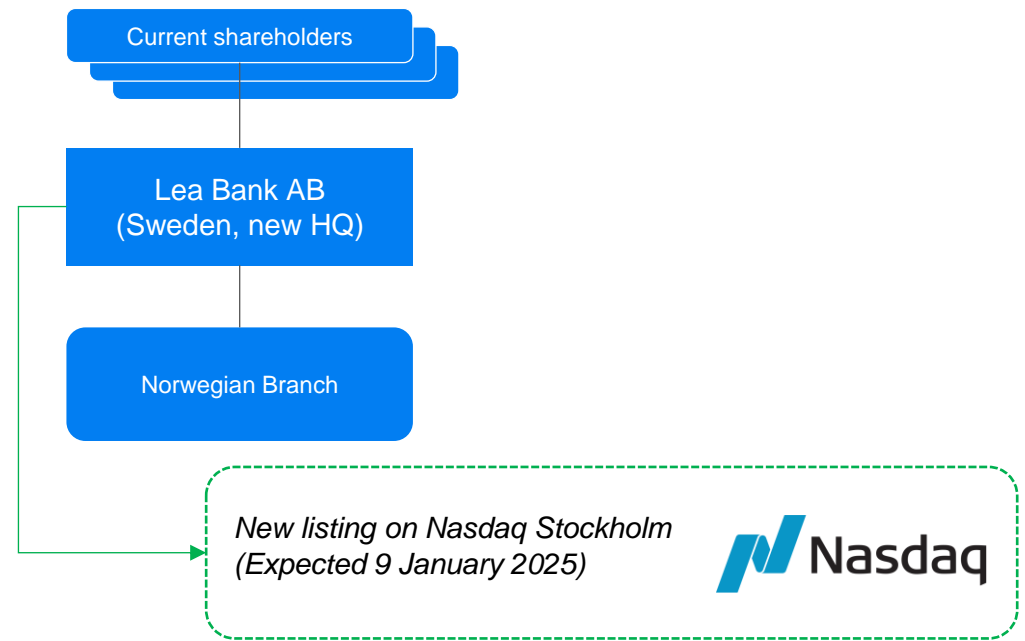 Current shareholders
Lea Bank AB
(Sweden, new HQ)
Norwegian Branch
New listing on Nasdaq Stockholm
(Expected 9 January 2025)
Nasdaq